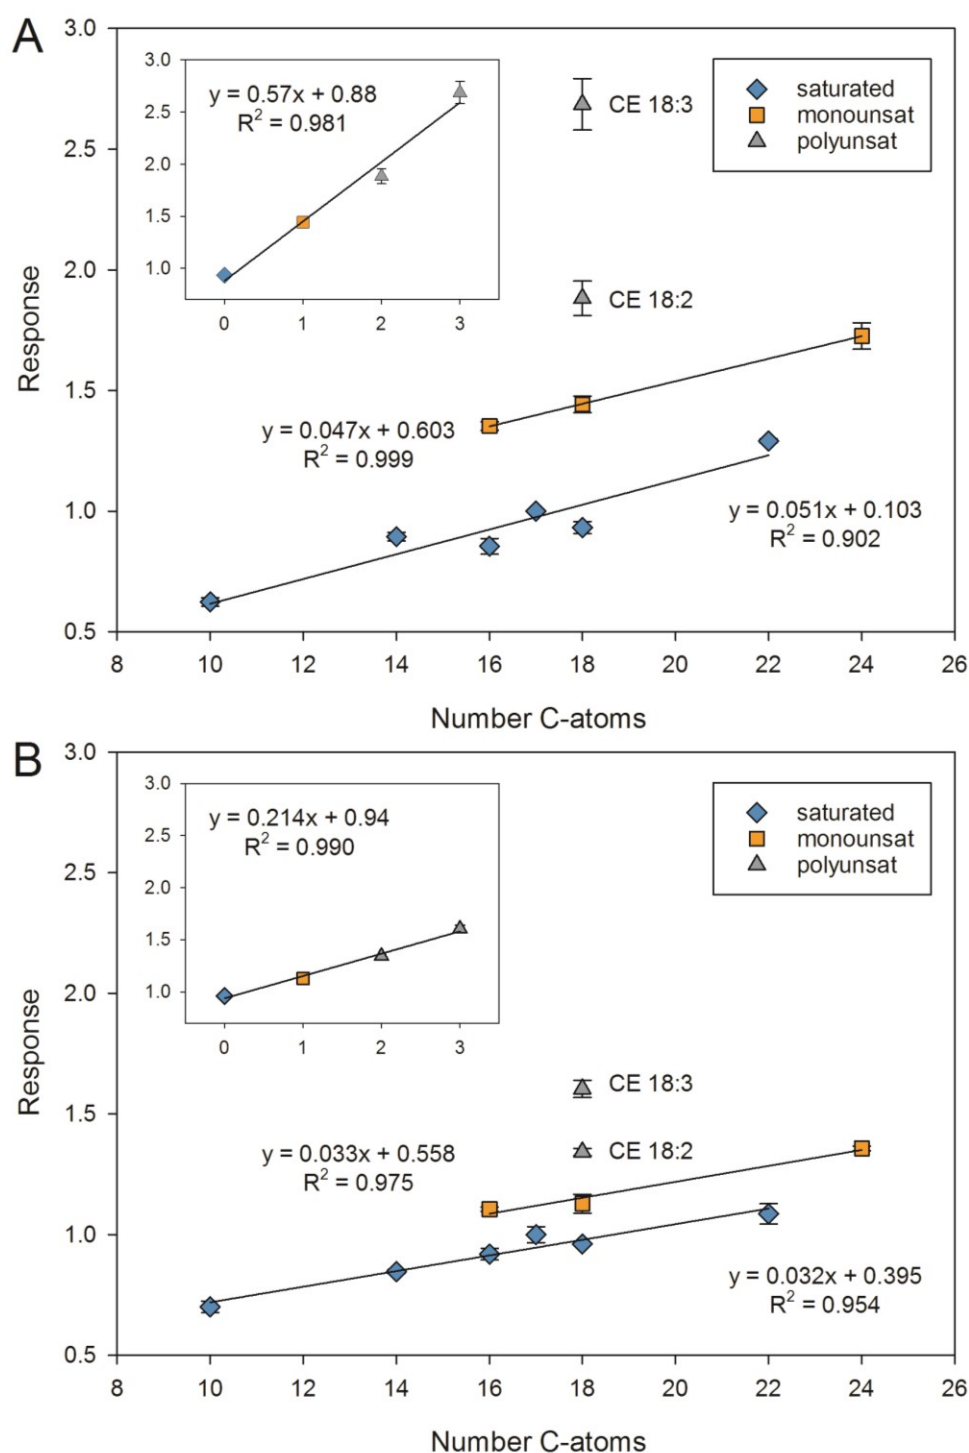 A
3.0
2.5
2.0
1.5
1.0
0.5
Response
3.0
2.5
2.0
1.5
1.0
0
1
2
3
y = 0.57x + 0.88
R² = 0.981
saturated
monounsat
polyunsat
CE 18:3
CE 18:2
y = 0.047x + 0.603
R² = 0.999
y = 0.051x + 0.103
R² = 0.902
8
10
12
14
16
18
20
22
24
26
Number C-atoms
B
3.0
2.5
2.0
1.5
1.0
0.5
Response
3.0
2.5
2.0
1.5
1.0
0
1
2
3
y = 0.214x + 0.94
R² = 0.990
saturated
monounsat
polyunsat
CE 18:3
CE 18:2
y = 0.033x + 0.558
R² = 0.975
y = 0.032x + 0.395
R² = 0.954
8
10
12
14
16
18
20
22
24
26
Number C-atoms